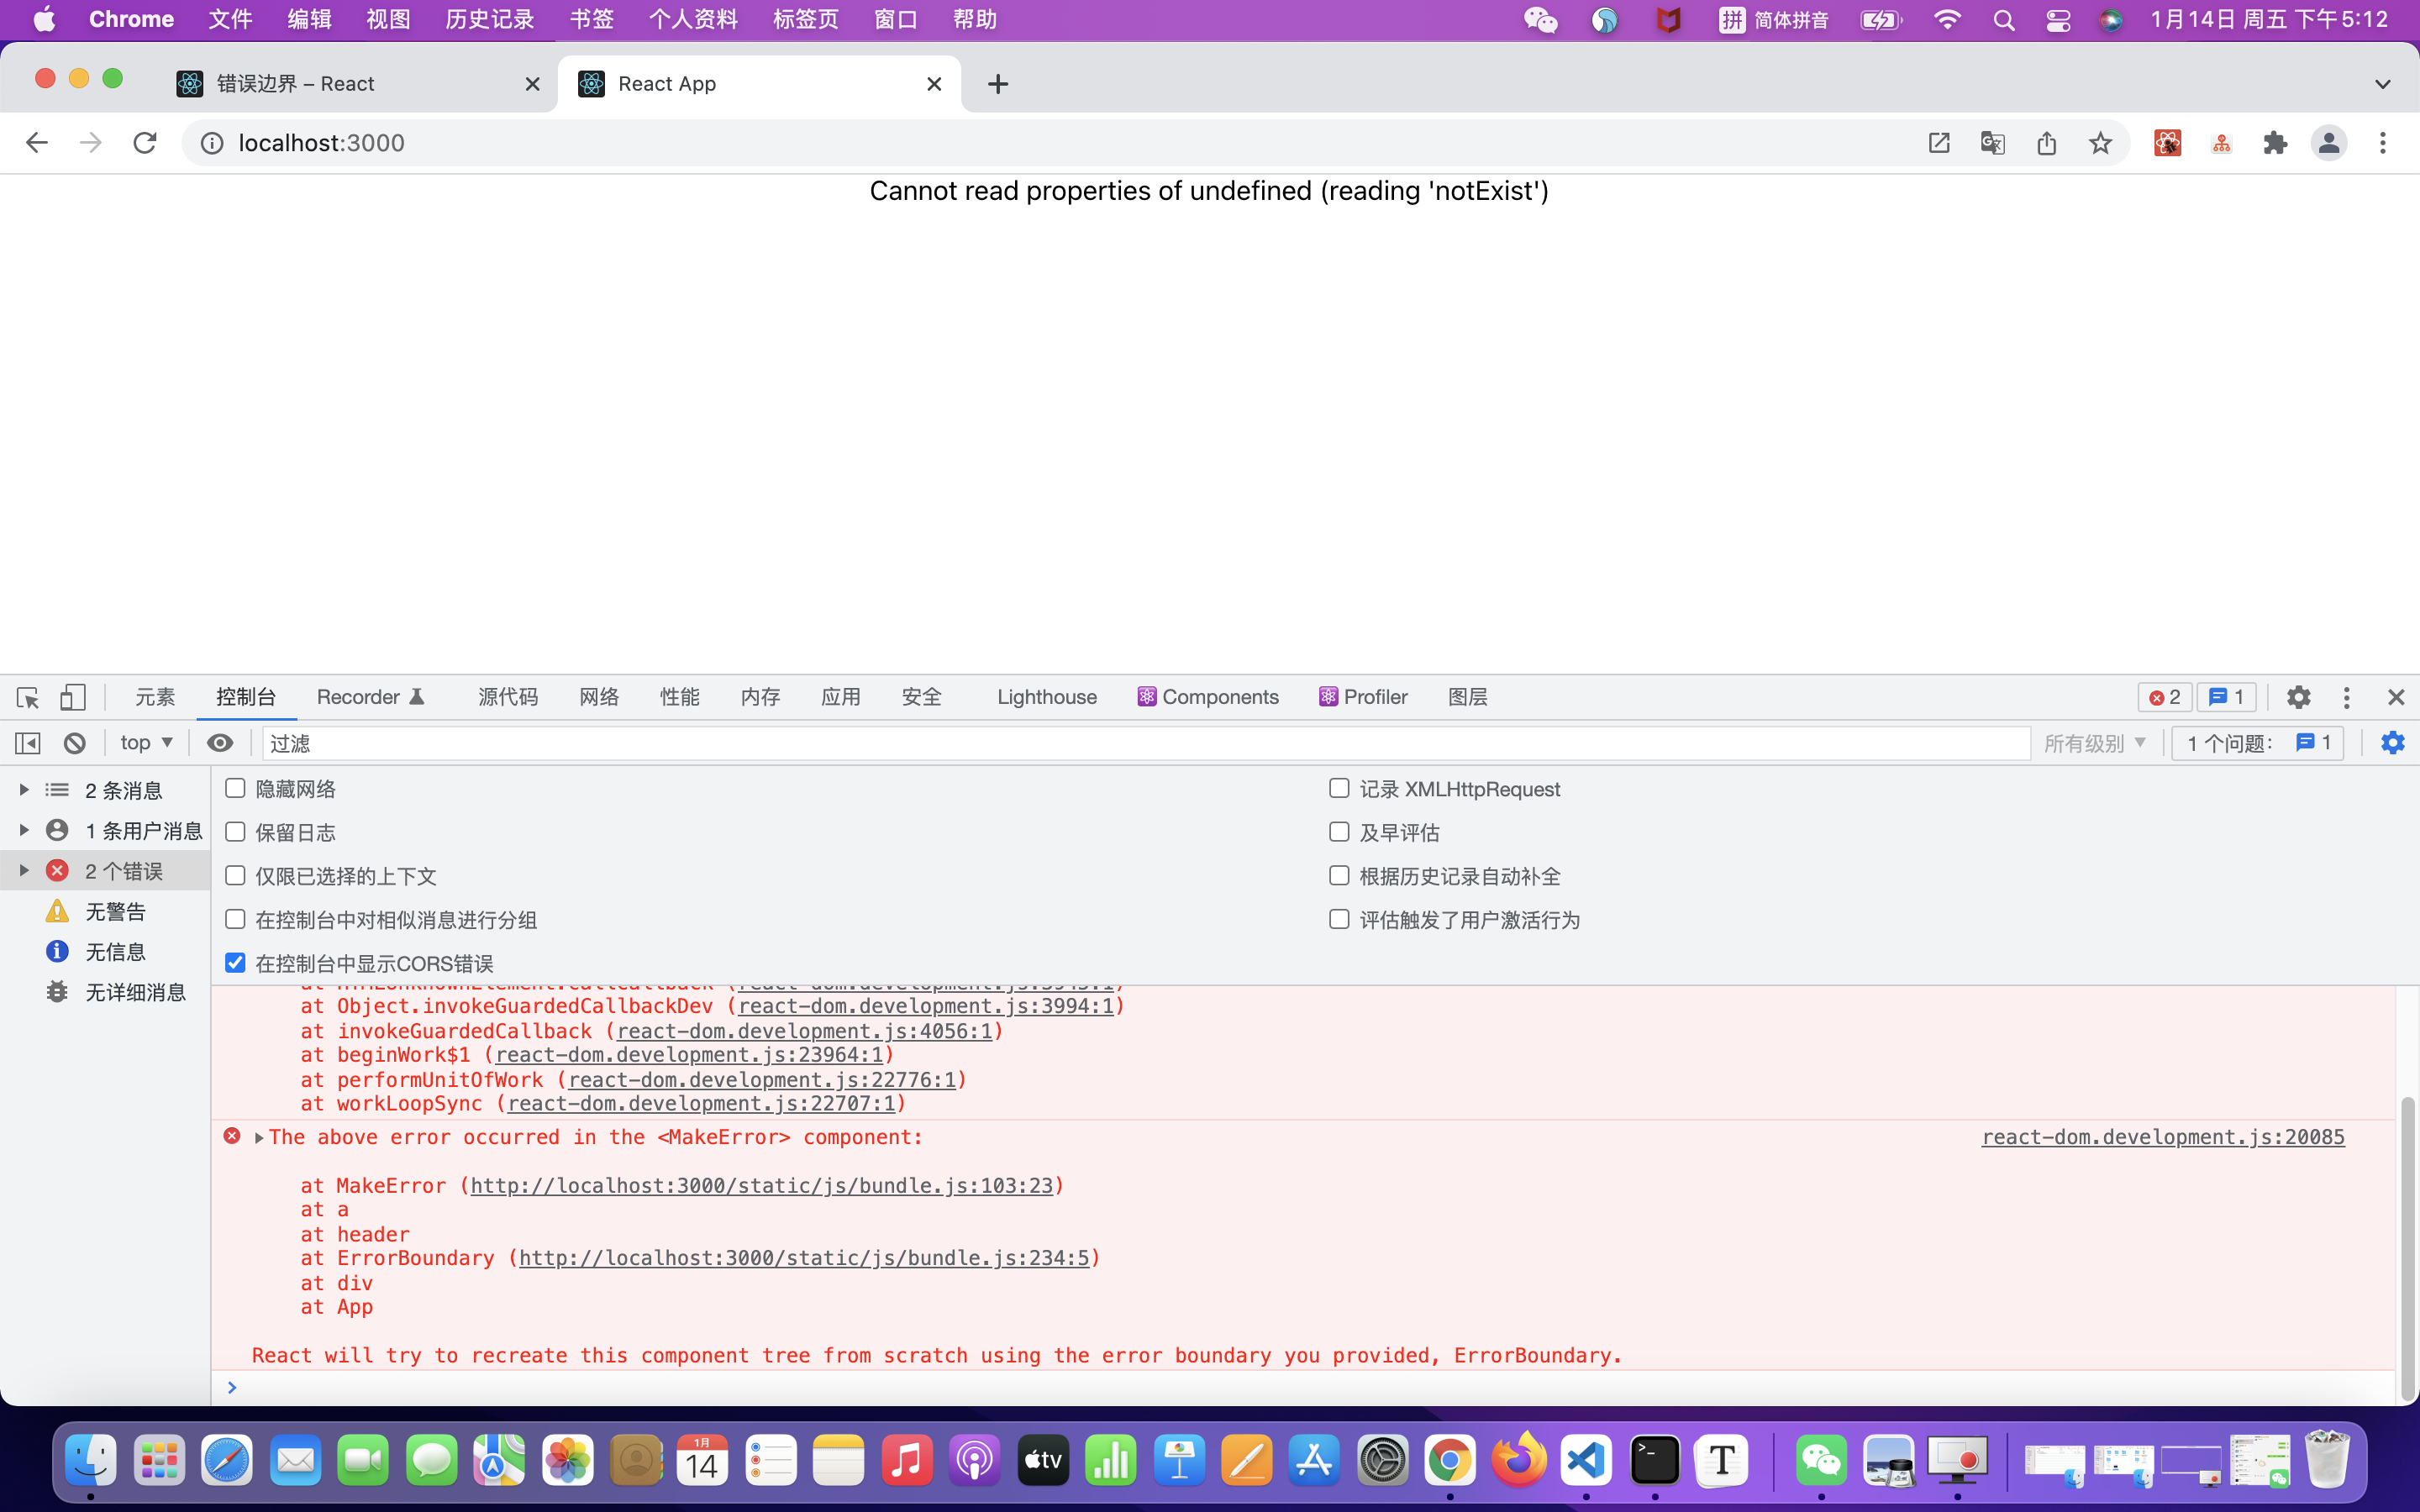 Chrome 文件 编辑 视图 历史记录 书签 个人资料 标签页 窗口 帮助 拼 简体拼音 1月14日 周五 下午5:12
错误边界 – React React App
localhost:3000
Cannot read properties of undefined (reading 'notExist')
元素 控制台 Recorder 源代码 网络 性能 内存 应用 安全 Lighthouse Components Profiler 图层 2 1
top 过滤 所有级别 1 个问题: 1
2 条消息
1 条用户消息
2 个错误
无警告
无信息
无详细消息
隐藏网络 记录 XMLHttpRequest
保留日志 及早评估
仅限已选择的上下文 根据历史记录自动补全
在控制台中对相似消息进行分组 评估触发了用户激活行为
在控制台中显示CORS错误
at Object.invokeGuardedCallbackDev (react-dom.development.js:3994:1)
at invokeGuardedCallback (react-dom.development.js:4056:1)
at beginWork$1 (react-dom.development.js:23964:1)
at performUnitOfWork (react-dom.development.js:22776:1)
at workLoopSync (react-dom.development.js:22707:1)
The above error occurred in the <MakeError> component: react-dom.development.js:20085
at MakeError (http://localhost:3000/static/js/bundle.js:103:23)
at a
at header
at ErrorBoundary (http://localhost:3000/static/js/bundle.js:234:5)
at div
at App
React will try to recreate this component tree from scratch using the error boundary you provided, ErrorBoundary.
1月
14
tv
T